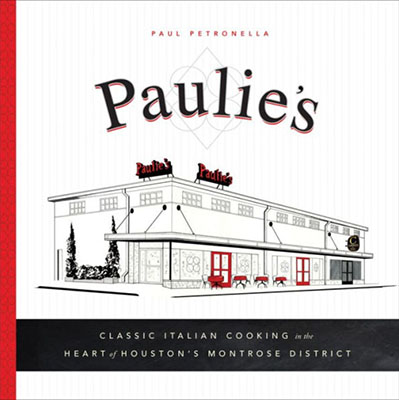 PAUL PETRONELLA
Paulie's
Paulie's
Paulie's
CLASSIC ITALIAN COOKING in the
HEART of HOUSTON'S MONTROSE DISTRICT